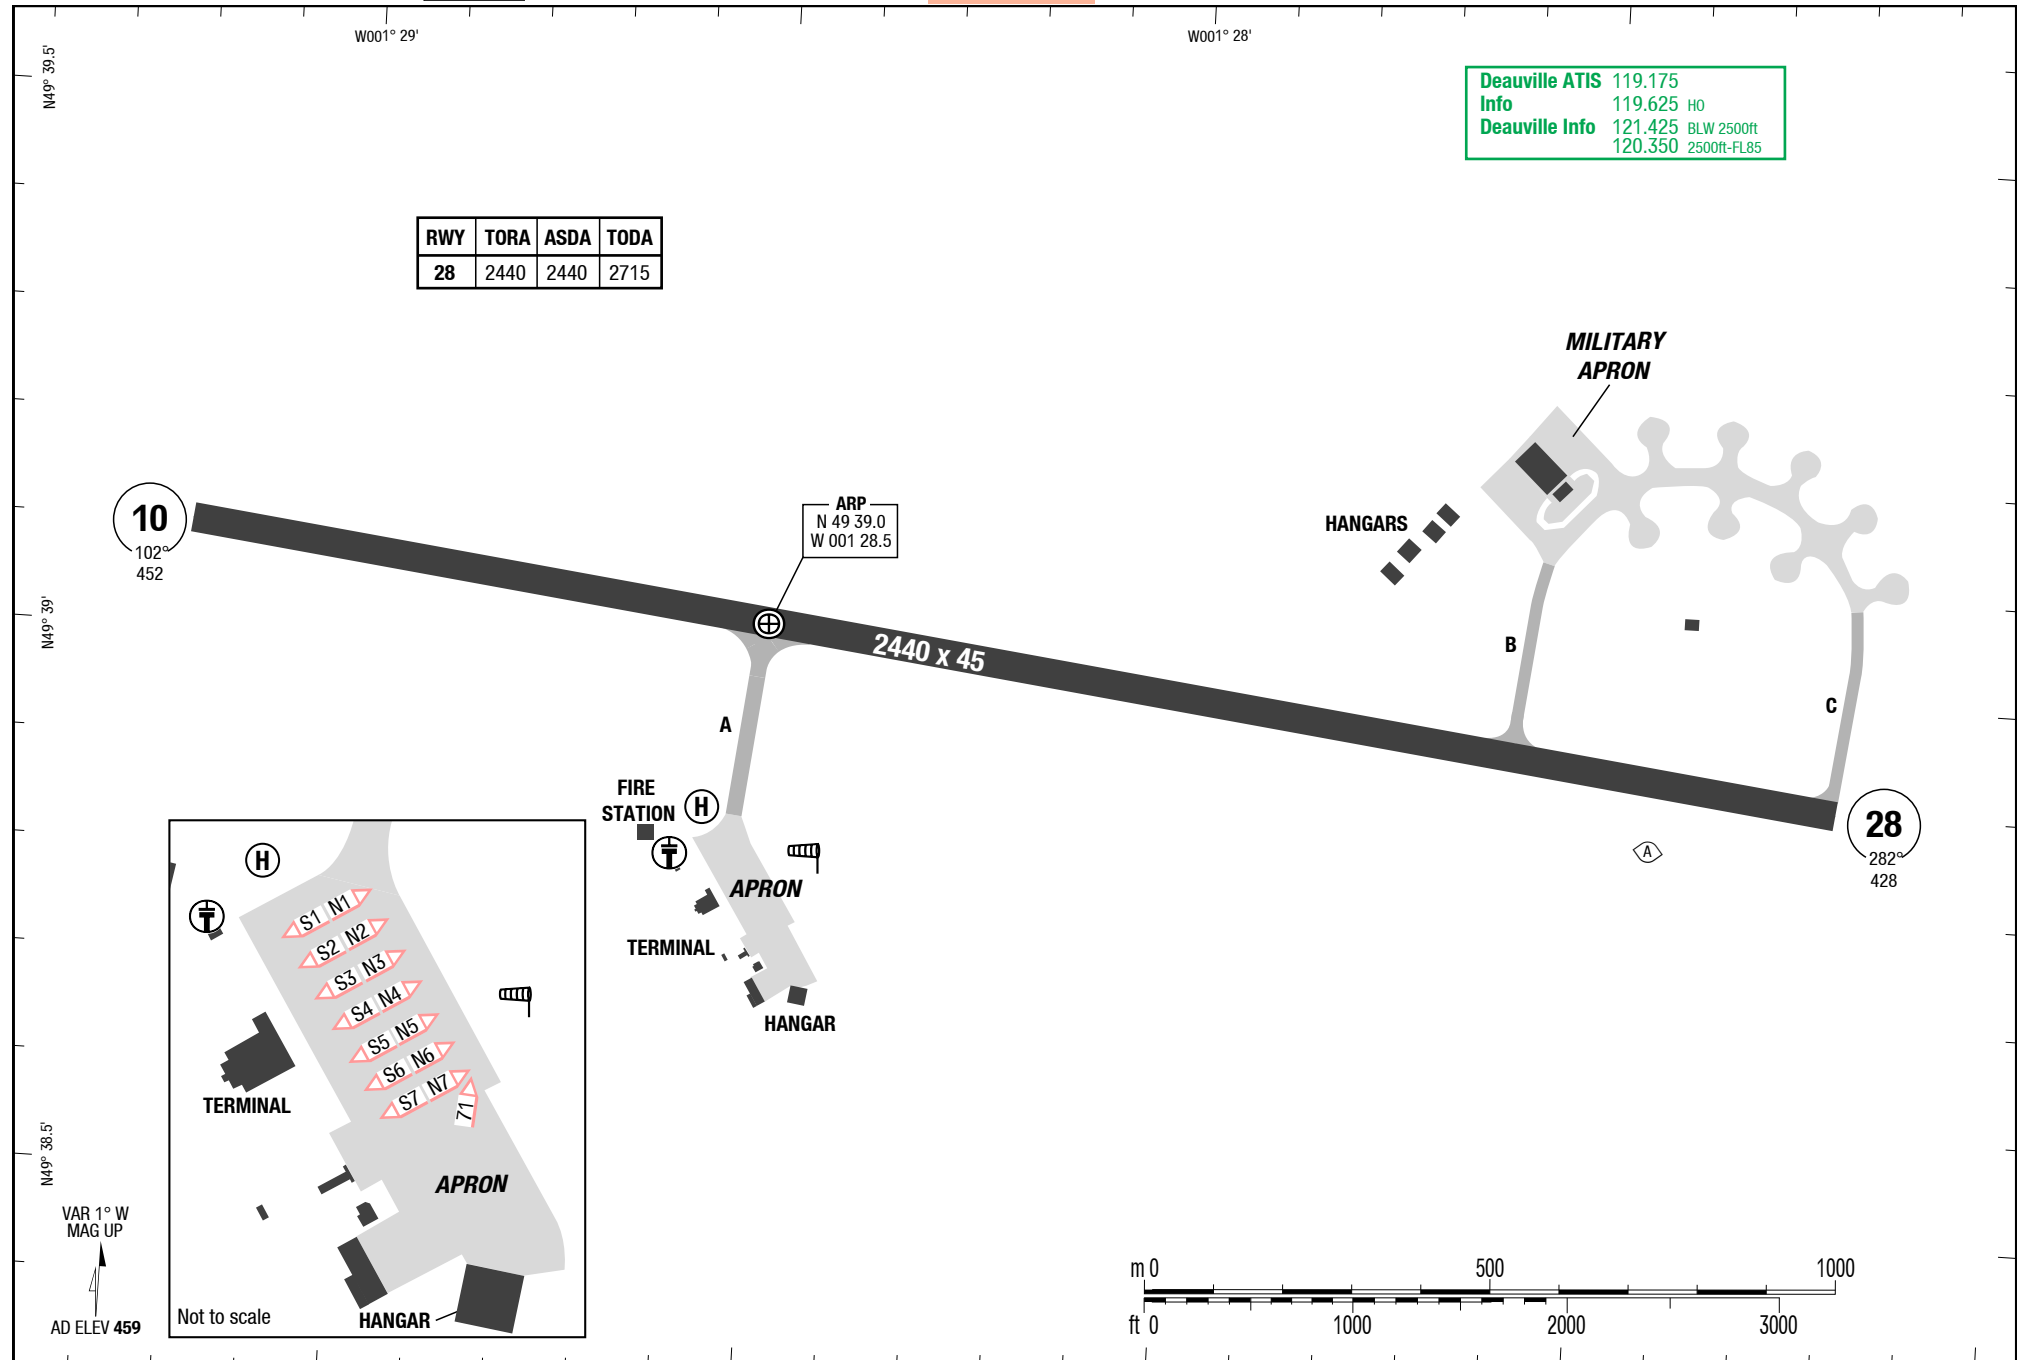 W001° 29'
W001° 28'
N49° 39.5'
Deauville ATIS 119.175
Info 119.625 HO
Deauville Info 121.425 BLW 2500ft
120.350 2500ft-FL85
RWY TORA ASDA TODA
28 2440 2440 2715
MILITARY
APRON
10
102°
452
ARP
N 49 39.0
W 001 28.5
HANGARS
N49° 39'
2440 x 45
B
C
A
FIRE
STATION
H
T
28
282°
428
A
APRON
TERMINAL
HANGAR
H
T
S1 N1
S2 N2
S3 N3
S4 N4
S5 N5
S6 N6
S7 N7
71
TERMINAL
APRON
HANGAR
Not to scale
N49° 38.5'
VAR 1° W
MAG UP
AD ELEV 459
m 0 500 1000
ft 0 1000 2000 3000